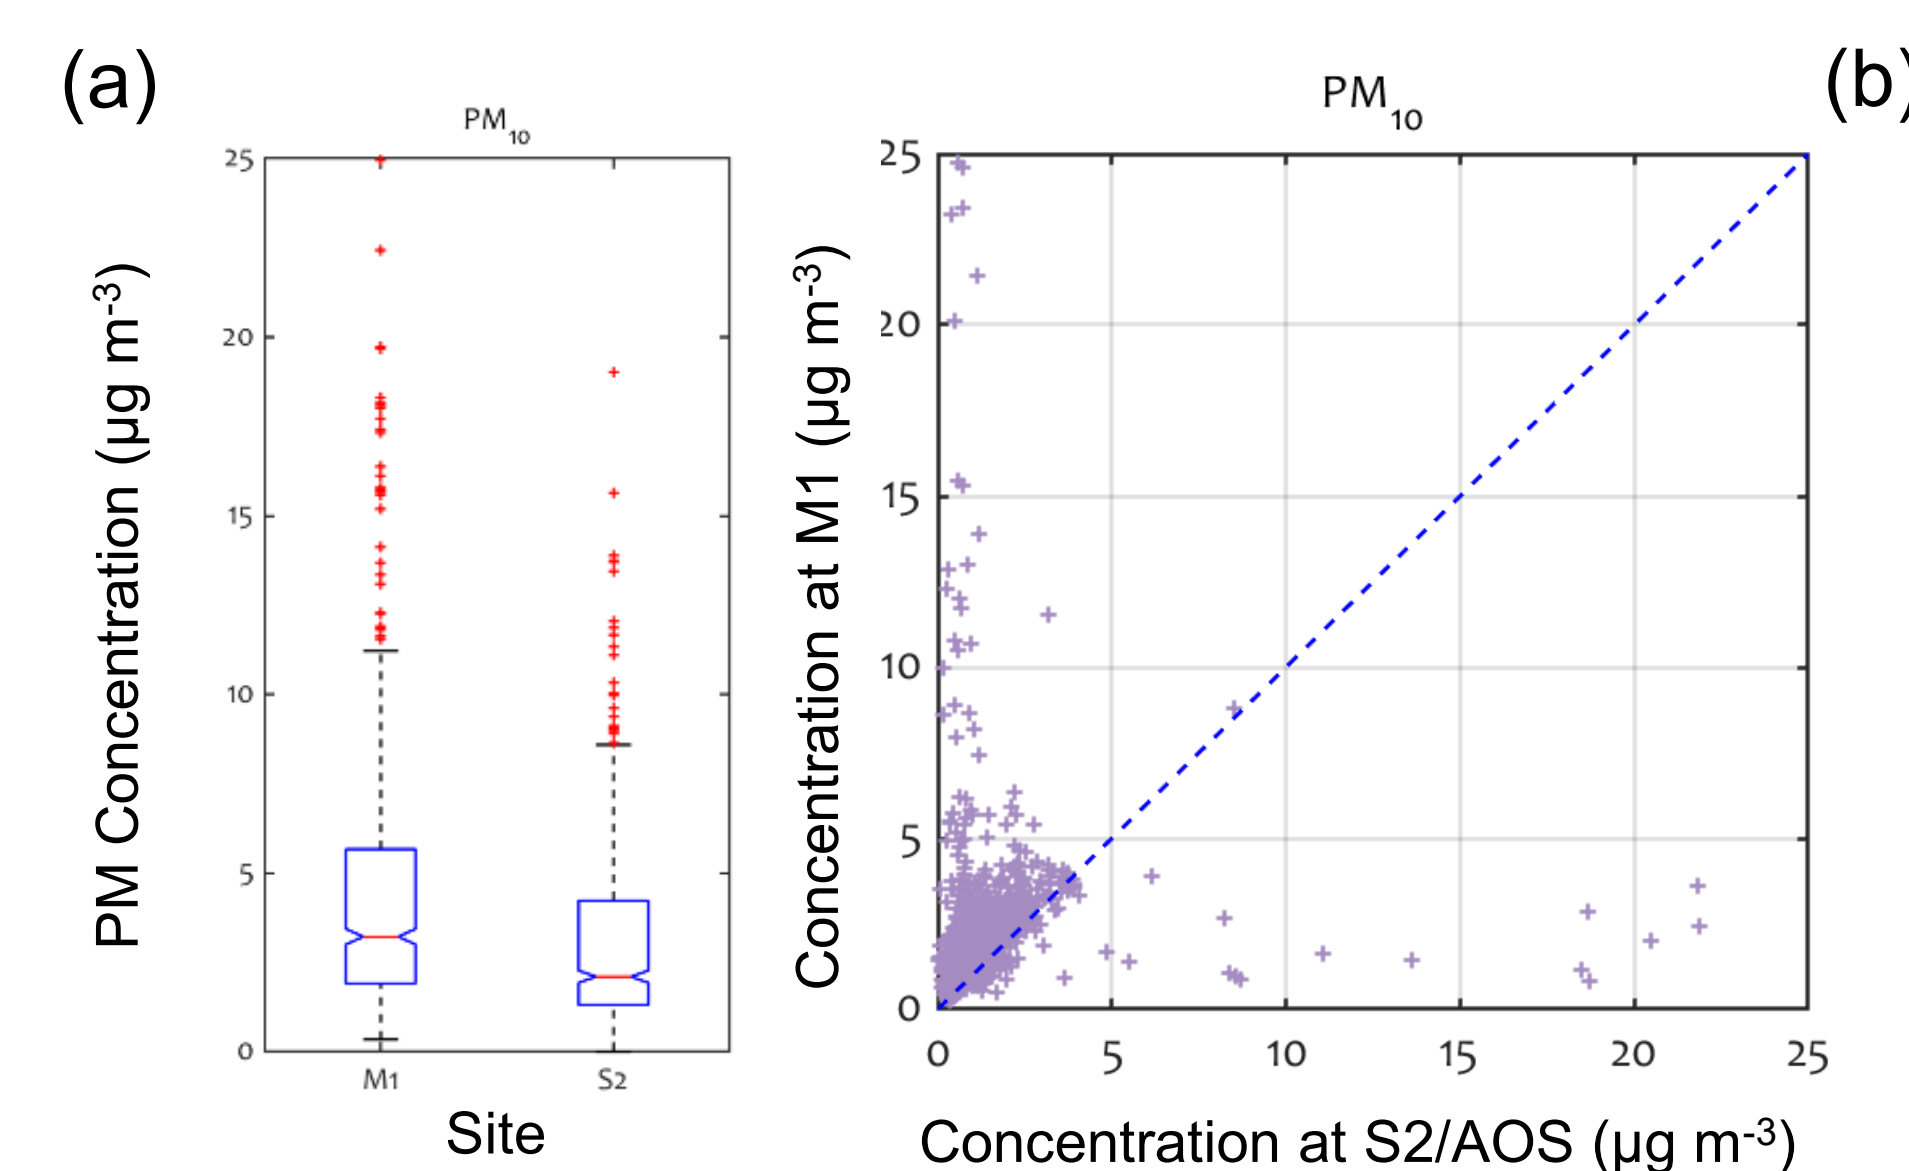 (a)
PM10
PM Concentration (µg m-3)
25
20
15
10
5
0
M1
S2
Site
PM10
(b)
Concentration at M1 (µg m-3)
25
20
15
10
5
0
0 5 10 15 20 25
Concentration at S2/AOS (µg m-3)